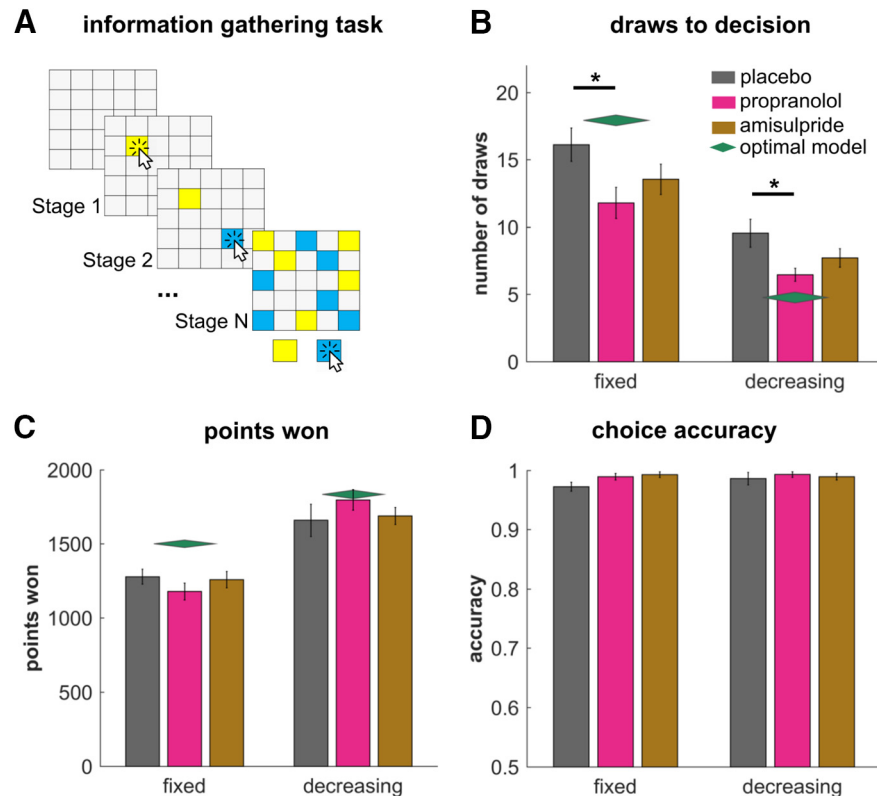 A information gathering task
Stage 1
Stage 2
...
Stage N
B draws to decision
number of draws
20
15
10
5
0
*
*
placebo
propranolol
amisulpride
optimal model
fixed decreasing
C points won
points won
2000
1500
1000
500
0
fixed decreasing
D choice accuracy
accuracy
1
0.9
0.8
0.7
0.6
0.5
fixed decreasing